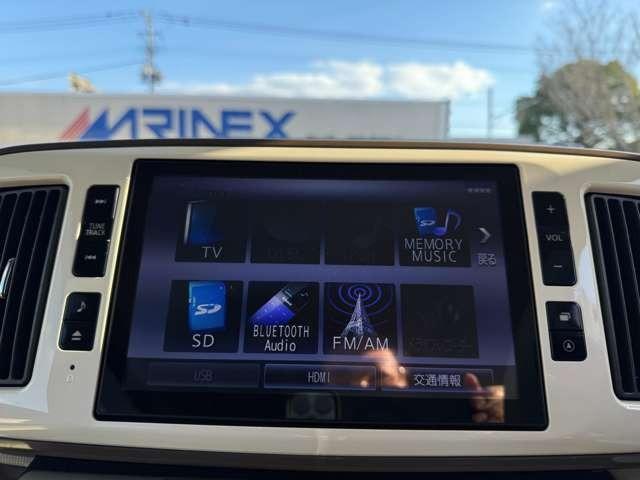 MARINEX
TUNE
TRACK
VOL
TV
MEMORY
MUSIC
戻る
SD
SD
BLUETOOTH
Audio
FM/AM
USB
HDMI
交通情報